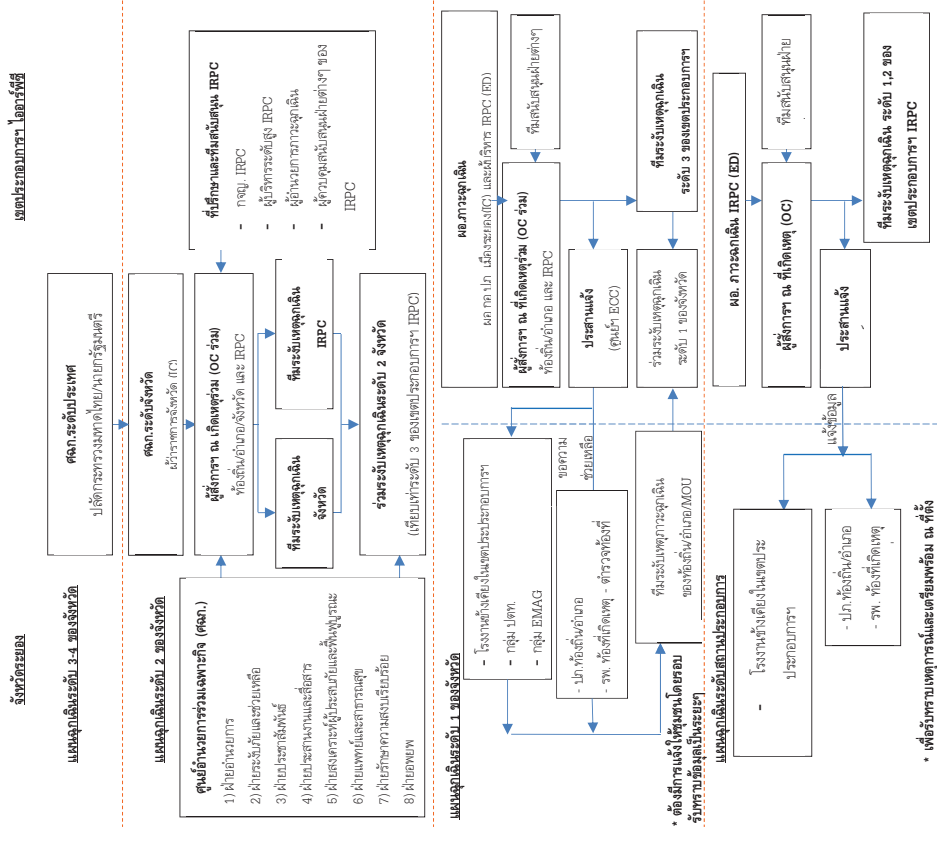 จังหวัดระยอง
เขตประกอบการฯ ไออาร์พีซี
แผนฉุกเฉินระดับ 3-4 ของจังหวัด
ศฉก.ระดับประเทศ
ปลัดกระทรวงมหาดไทย/นายกรัฐมนตรี
แผนฉุกเฉินระดับ 2 ของจังหวัด
ศฉก.ระดับจังหวัด
ผู้ว่าราชการจังหวัด (IC)
ศูนย์อำนวยการร่วมเฉพาะกิจ (ศฉก.)
1) ฝ่ายอำนวยการ
2) ฝ่ายระงับภัยและช่วยเหลือ
3) ฝ่ายประชาสัมพันธ์
4) ฝ่ายประสานงานและสื่อสาร
5) ฝ่ายสงเคราะห์ผู้ประสบภัยและฟื้นฟูบูรณะ
6) ฝ่ายแพทย์และสาธารณสุข
7) ฝ่ายรักษาความสงบเรียบร้อย
8) ฝ่ายอพยพ
ผู้สั่งการฯ ณ เกิดเหตุร่วม (OC ร่วม)
ท้องถิ่น/อำเภอ/จังหวัด และ IRPC
ทีมระงับเหตุฉุกเฉิน
จังหวัด
ทีมระงับเหตุฉุกเฉิน
IRPC
ร่วมระงับเหตุฉุกเฉินระดับ 2 จังหวัด
(เทียบเท่าระดับ 3 ของเขตประกอบการฯ IRPC)
ที่ปรึกษาและทีมสนับสนุน IRPC
- กจญ. IRPC
- ผู้บริหารระดับสูง IRPC
- ผู้อำนวยการภาวะฉุกเฉิน
- ผู้ควบคุมสนับสนุนฝ่ายต่างๆ ของ
IRPC
แผนฉุกเฉินระดับ 1 ของจังหวัด
ผอ.ภาวะฉุกเฉิน
ผอ กอ ปภ เมืองระยอง(IC) และผู้บริหาร IRPC (ED)
ผู้สั่งการฯ ณ ที่เกิดเหตุร่วม (OC ร่วม)
ท้องถิ่น/อำเภอ และ IRPC
ทีมสนับสนุนฝ่ายต่างๆ
ประสานแจ้ง
(ศูนย์ฯ ECC)
ทีมระงับเหตุฉุกเฉิน
ระดับ 3 ของเขตประกอบการฯ
ร่วมระงับเหตุฉุกเฉิน
ระดับ 1 ของจังหวัด
- โรงงานข้างเคียงในเขตประประกอบการฯ
- กลุ่ม ปตท.
- กลุ่ม EMAG
ขอความ
ช่วยเหลือ
- ปภ.ท้องถิ่น/อำเภอ
- รพ. ท้องที่เกิดเหตุ - ตำรวจท้องที่
ทีมระงับเหตุภาวะฉุกเฉิน
ของท้องถิ่น/อำเภอ/MOU
* ต้องมีการแจ้งให้ชุมชนโดยรอบ
รับทราบข้อมูลเป็นระยะๆ
แผนฉุกเฉินระดับสถานประกอบการ
ผอ. ภาวะฉุกเฉิน IRPC (ED)
ผู้สั่งการฯ ณ ที่เกิดเหตุ (OC)
ทีมสนับสนุนฝ่าย
ประสานแจ้ง
ทีมระงับเหตุฉุกเฉิน ระดับ 1,2 ของ
เขตประกอบการฯ IRPC
แจ้งข้อมูล
- โรงงานข้างเคียงในเขตประ
ประกอบการฯ
- ปภ.ท้องถิ่น/อำเภอ
- รพ. ท้องที่เกิดเหตุ
* เพื่อรับทราบเหตุการณ์และเตรียมพร้อม ณ ที่ตั้ง